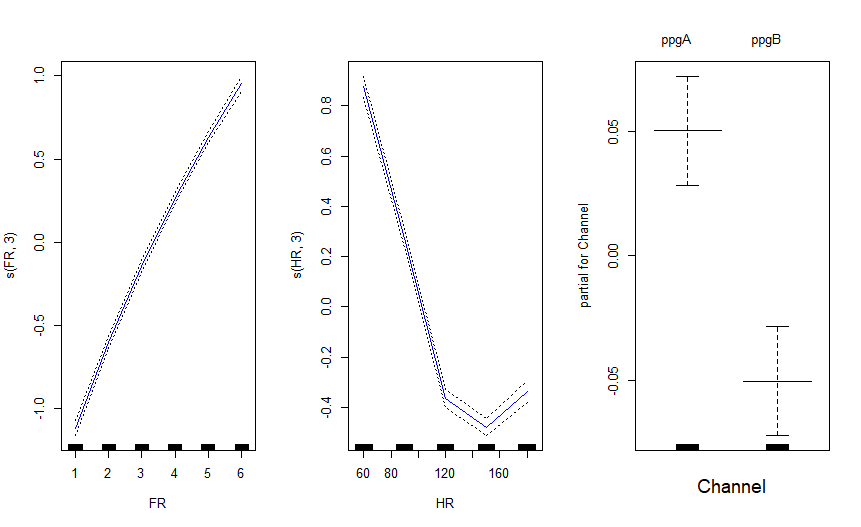 ppgA ppgB
s(FR, 3)
1.0
0.5
0.0
-0.5
-1.0
1 2 3 4 5 6
FR
s(HR, 3)
0.8
0.6
0.4
0.2
0.0
-0.2
-0.4
60 80 120 160
HR
partial for Channel
0.05
0.00
-0.05
Channel